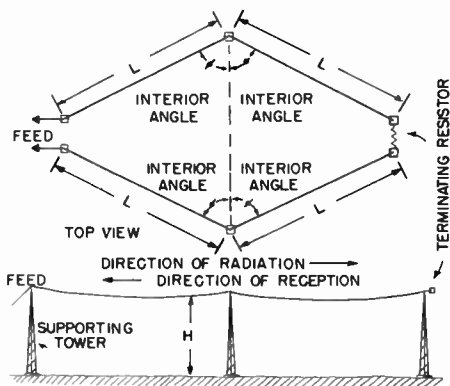 L
L
INTERIOR
ANGLE
INTERIOR
ANGLE
FEED
INTERIOR
ANGLE
INTERIOR
ANGLE
L
L
TERMINATING RESISTOR
TOP VIEW
DIRECTION OF RADIATION
DIRECTION OF RECEPTION
FEED
SUPPORTING
TOWER
H